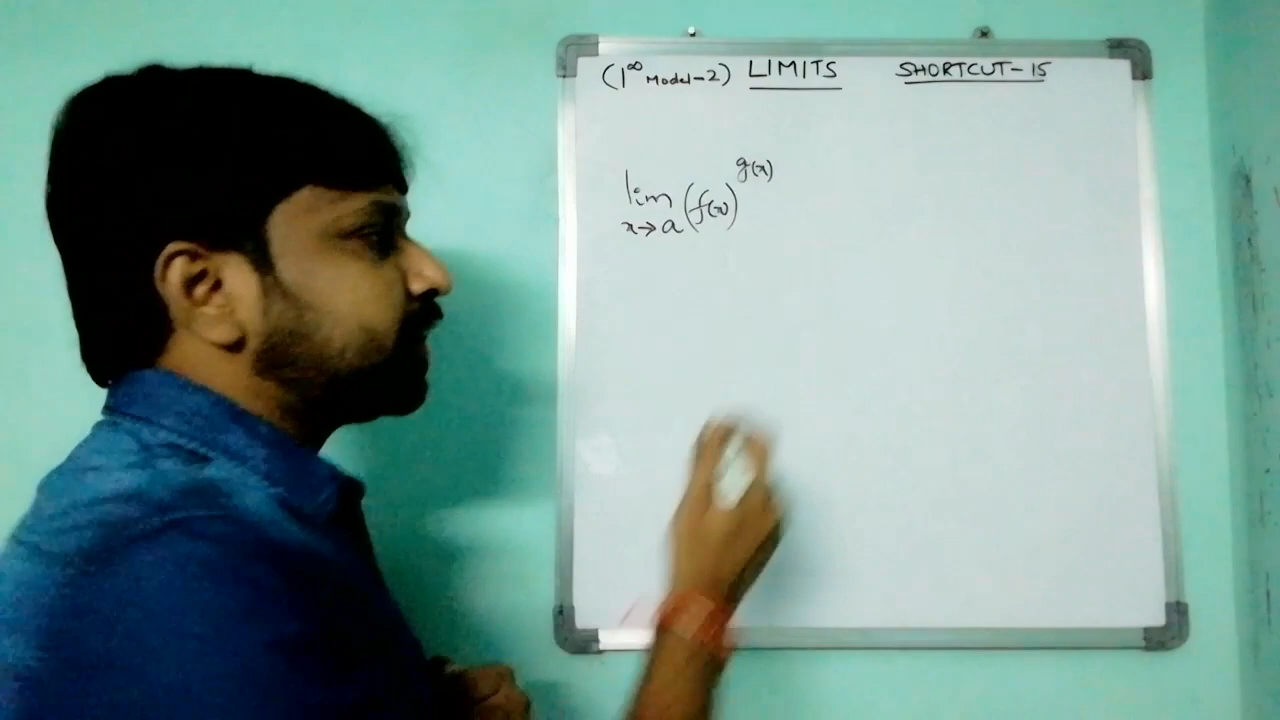 (1^∞ Model-2) LIMITS SHORTCUT-15
lim x→a (f(x))^g(x)